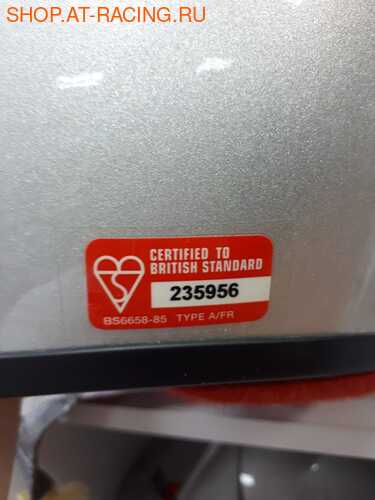 SHOP.AT-RACING.RU
CERTIFIED TO
BRITISH STANDARD
235956
BS6658-85 TYPE A/FR